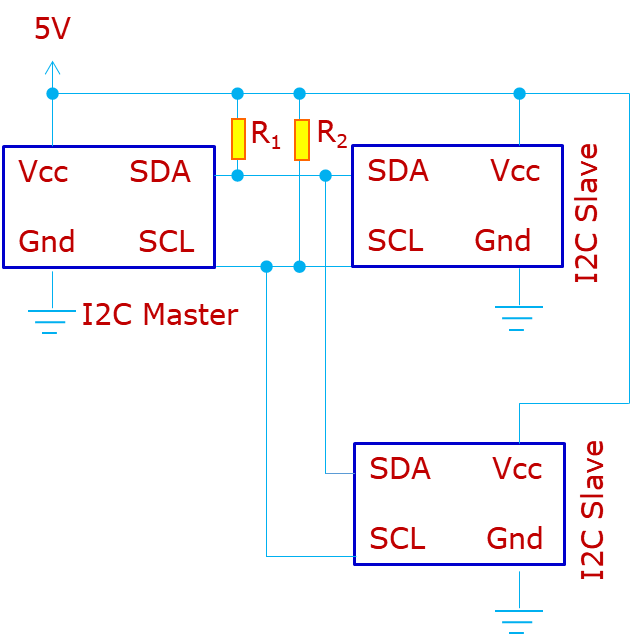 5V
R1
R2
Vcc SDA
Gnd SCL
I2C Master
SDA Vcc
SCL Gnd
I2C Slave
SDA Vcc
SCL Gnd
I2C Slave